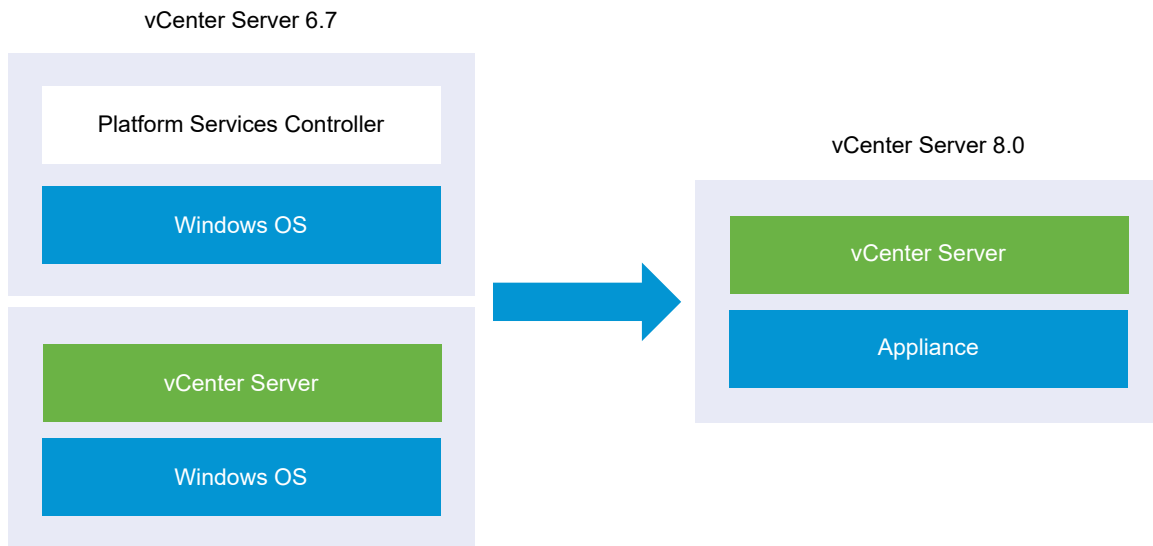 vCenter Server 6.7
Platform Services Controller
Windows OS
vCenter Server
Windows OS
vCenter Server 8.0
vCenter Server
Appliance